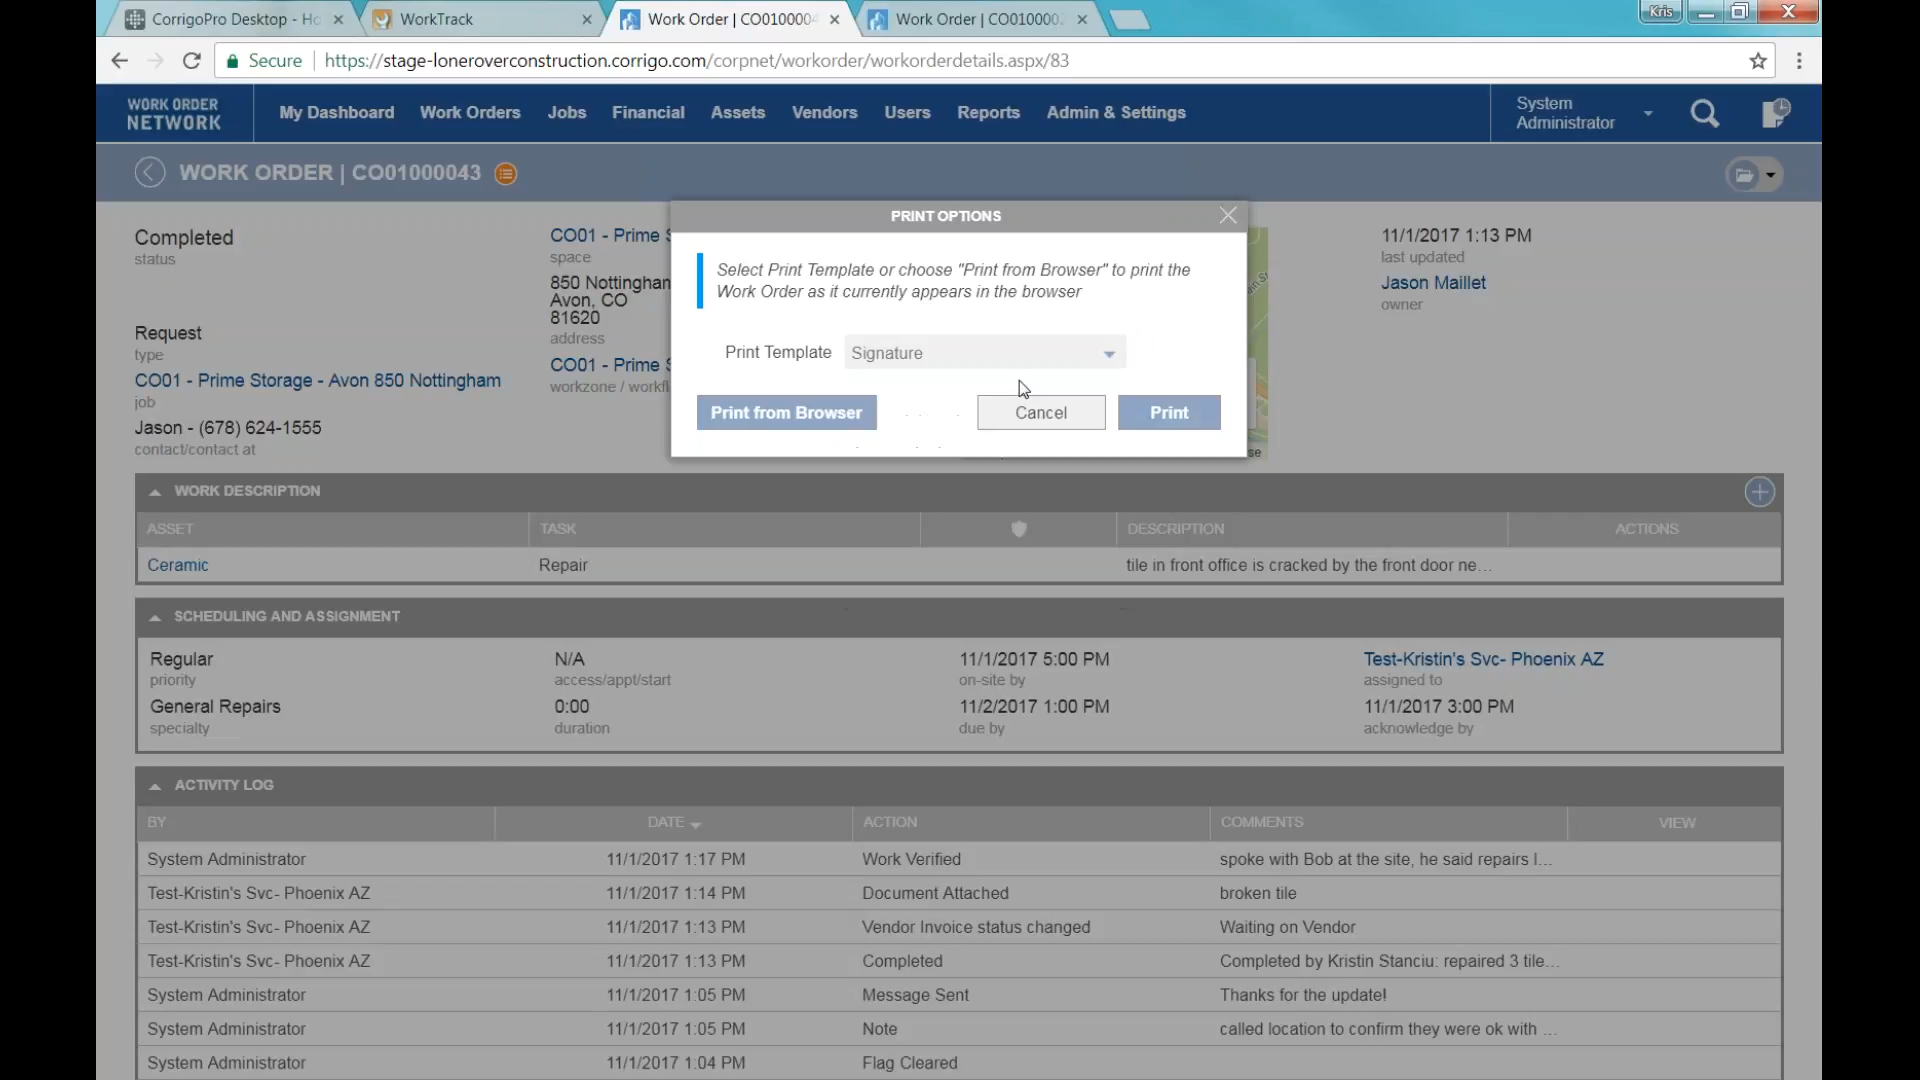 CorrigoPro Desktop - Ho
WorkTrack
Work Order | CO0100004
Work Order | CO010000
Kris
Secure
https://stage-loneroverconstruction.corrigo.com/corpnet/workorder/workorderdetails.aspx/83
WORK ORDER
NETWORK
My Dashboard
Work Orders
Jobs
Financial
Assets
Vendors
Users
Reports
Admin & Settings
System
Administrator
WORK ORDER | CO01000043
PRINT OPTIONS
Select Print Template or choose "Print from Browser" to print the
Work Order as it currently appears in the browser
Print Template
Signature
Print from Browser
Cancel
Print
Completed
status
Request
type
CO01 - Prime Storage - Avon 850 Nottingham
job
Jason - (678) 624-1555
contact/contact at
CO01 - Prime S
space
850 Nottinghan
Avon, CO
81620
address
CO01 - Prime S
workzone / workfl
11/1/2017 1:13 PM
last updated
Jason Maillet
owner
WORK DESCRIPTION
ASSET
TASK
DESCRIPTION
ACTIONS
Ceramic
Repair
tile in front office is cracked by the front door ne...
SCHEDULING AND ASSIGNMENT
Regular
priority
N/A
access/appt/start
11/1/2017 5:00 PM
on-site by
Test-Kristin's Svc- Phoenix AZ
assigned to
General Repairs
specialty
0:00
duration
11/2/2017 1:00 PM
due by
11/1/2017 3:00 PM
acknowledge by
ACTIVITY LOG
BY
DATE
ACTION
COMMENTS
VIEW
System Administrator
11/1/2017 1:17 PM
Work Verified
spoke with Bob at the site, he said repairs l...
Test-Kristin's Svc- Phoenix AZ
11/1/2017 1:14 PM
Document Attached
broken tile
Test-Kristin's Svc- Phoenix AZ
11/1/2017 1:13 PM
Vendor Invoice status changed
Waiting on Vendor
Test-Kristin's Svc- Phoenix AZ
11/1/2017 1:13 PM
Completed
Completed by Kristin Stanciu: repaired 3 tile...
System Administrator
11/1/2017 1:05 PM
Message Sent
Thanks for the update!
System Administrator
11/1/2017 1:05 PM
Note
called location to confirm they were ok with ...
System Administrator
11/1/2017 1:04 PM
Flag Cleared